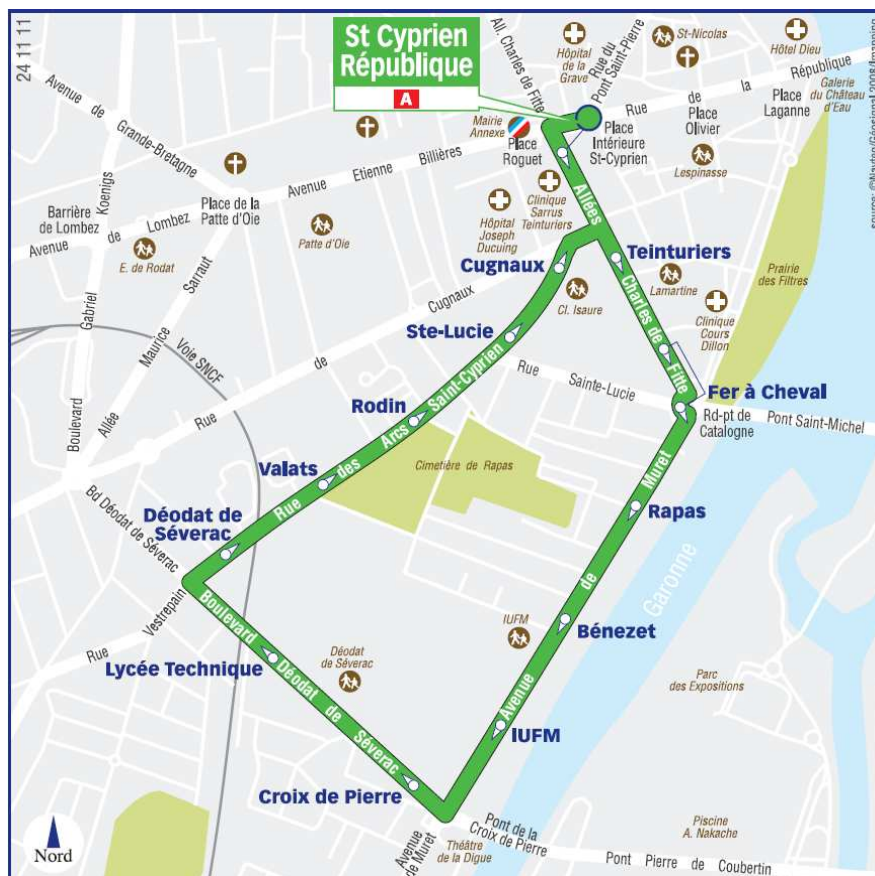 24 11 11
St Cyprien
République
A
All. Charles de Fitte
Hôpital
de la
Grave
Rue du
Pont Saint-Pierre
St-Nicolas
Hôtel Dieu
Rue de la République
Galerie
du Château
d'Eau
Place
Laganne
Place
Olivier
Place
Intérieure
St-Cyprien
Mairie
Annexe
Place
Roguet
Lespinasse
Avenue de
Grande-Bretagne
Avenue Etienne Billières
Koenigs
Place de la
Patte d'Oie
Barrière
de Lombez
Avenue de Lombez
E. de Rodat
Patte d'Oie
Clinique
Sarrus
Teinturiers
Hôpital
Joseph
Ducuing
Allées
Charles de Fitte
Teinturiers
Lamartine
Prairie
des Filtres
Clinique
Cours
Dillon
Cugnaux
Cl. Isaure
Cugnaux
Sarraut
Gabriel
Maurice
Voie SNCF
de
Ste-Lucie
Rue Sainte-Lucie
Fer à Cheval
Rd-pt de
Catalogne
Pont Saint-Michel
Allée
Boulevard
Rue
Rodin
Rue des Arcs Saint-Cyprien
Cimetière de Rapas
Valats
Muret
Rapas
Déodat de
Séverac
Bd Déodat de Séverac
Garonne
de
Vestrepain
Rue
Boulevard
Déodat de Séverac
IUFM
Bénezet
Lycée Technique
Déodat
de Séverac
Parc
des Expositions
Avenue
IUFM
Croix de Pierre
Avenue
de Muret
Théâtre
de la Digue
Pont de la
Croix de Pierre
Piscine
A. Nakache
Pont Pierre de Coubertin
Nord